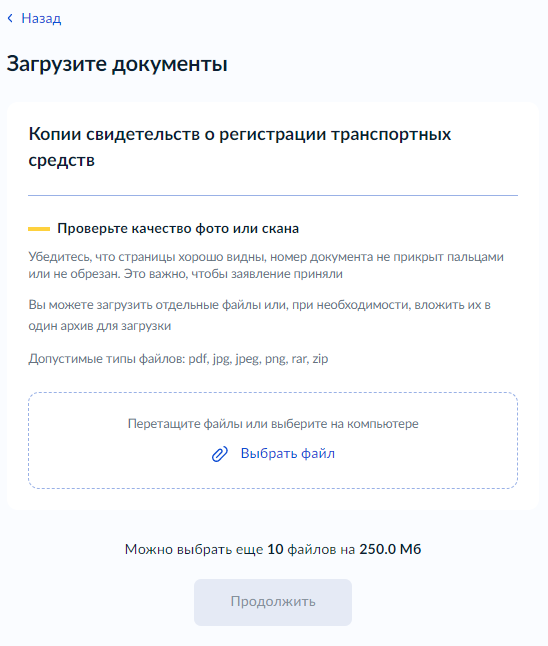 Назад
Загрузите документы
Копии свидетельств о регистрации транспортных
средств
Проверьте качество фото или скана
Убедитесь, что страницы хорошо видны, номер документа не прикрыт пальцами
или не обрезан. Это важно, чтобы заявление приняли
Вы можете загрузить отдельные файлы или, при необходимости, вложить их в
один архив для загрузки
Допустимые типы файлов: pdf, jpg, jpeg, png, rar, zip
Перетащите файлы или выберите на компьютере
Выбрать файл
Можно выбрать еще 10 файлов на 250.0 Мб
Продолжить